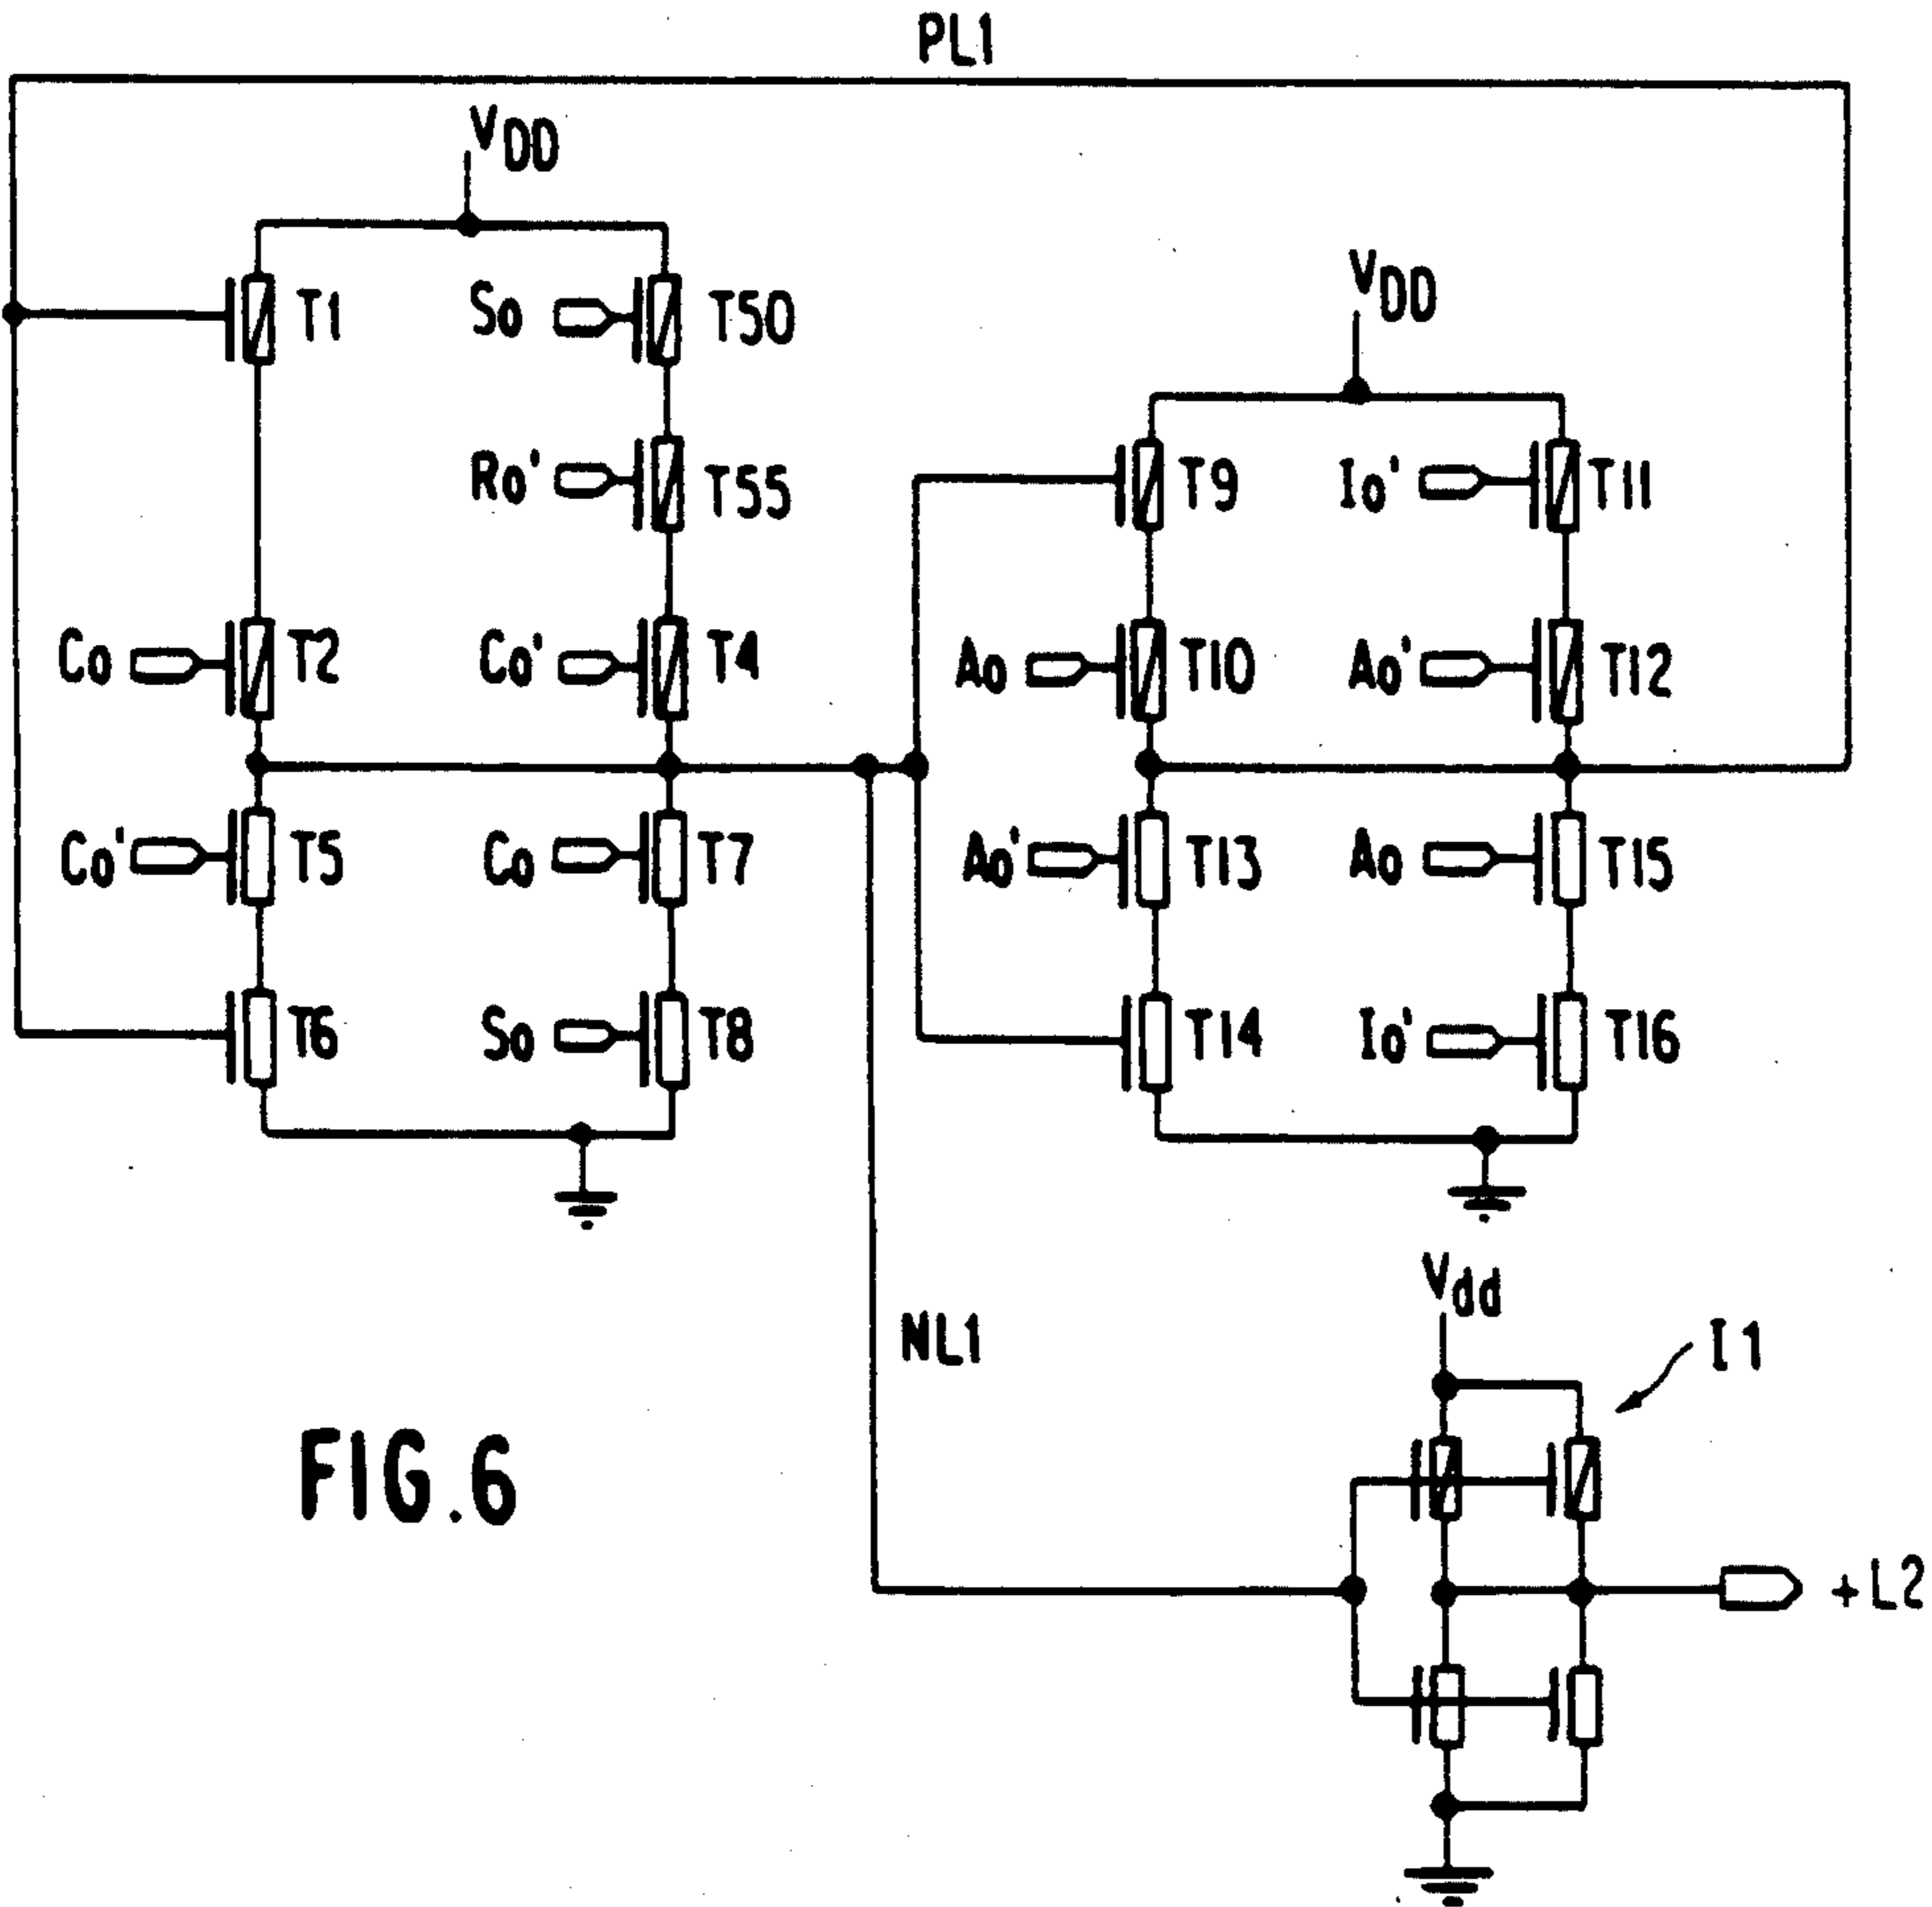 PL1
VDD
T1
So
T50
VDD
Ro'
T55
T9
Io'
T11
Co
T2
Co'
T4
Ao
T10
Ao'
T12
Co'
T5
Co
T7
Ao'
T13
Ao
T15
T6
So
T8
T14
Io'
T16
Vdd
NL1
I1
FIG.6
+L2